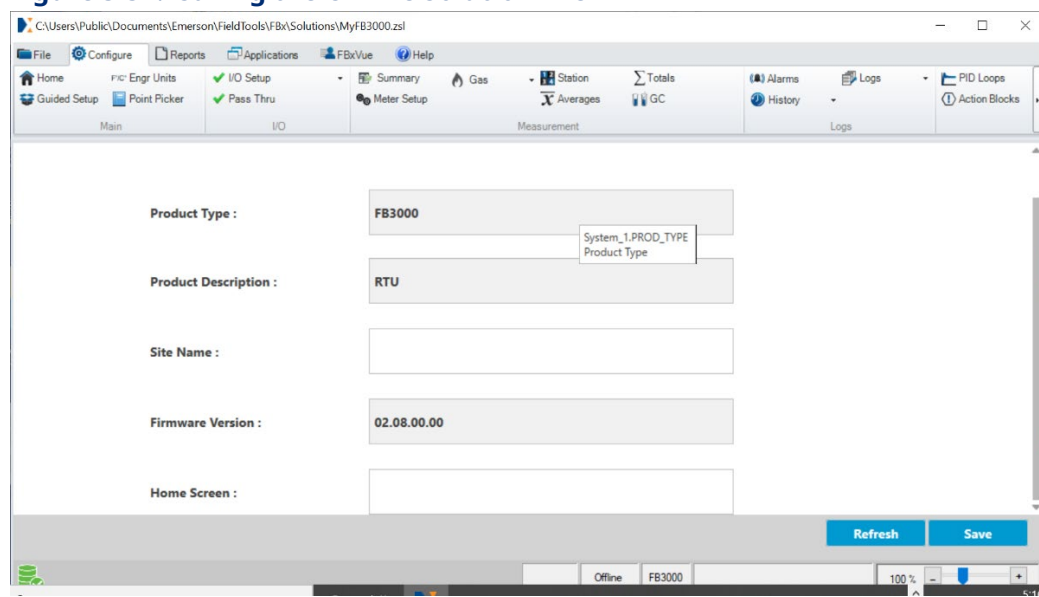 C:\Users\Public\Documents\Emerson\FieldTools\FBx\Solutions\MyFB3000.zsl
File Configure Reports Applications FBxVue Help
Home Engr Units I/O Setup Summary Gas Station Totals Alarms Logs PID Loops
Guided Setup Point Picker Pass Thru Meter Setup Averages GC History Action Blocks
Main I/O Measurement Logs
Product Type : FB3000
System_1.PROD_TYPE
Product Type
Product Description : RTU
Site Name :
Firmware Version : 02.08.00.00
Home Screen :
Refresh Save
Offline FB3000 100 %